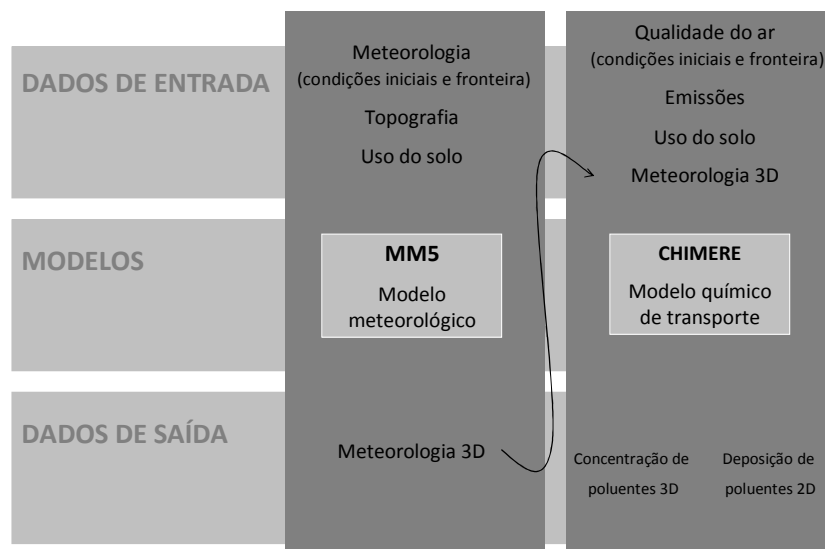 DADOS DE ENTRADA
Meteorologia
(condições iniciais e fronteira)
Topografia
Uso do solo
Qualidade do ar
(condições iniciais e fronteira)
Emissões
Uso do solo
Meteorologia 3D
MODELOS
MM5
Modelo
meteorológico
CHIMERE
Modelo químico
de transporte
DADOS DE SAÍDA
Meteorologia 3D
Concentração de
poluentes 3D
Deposição de
poluentes 2D